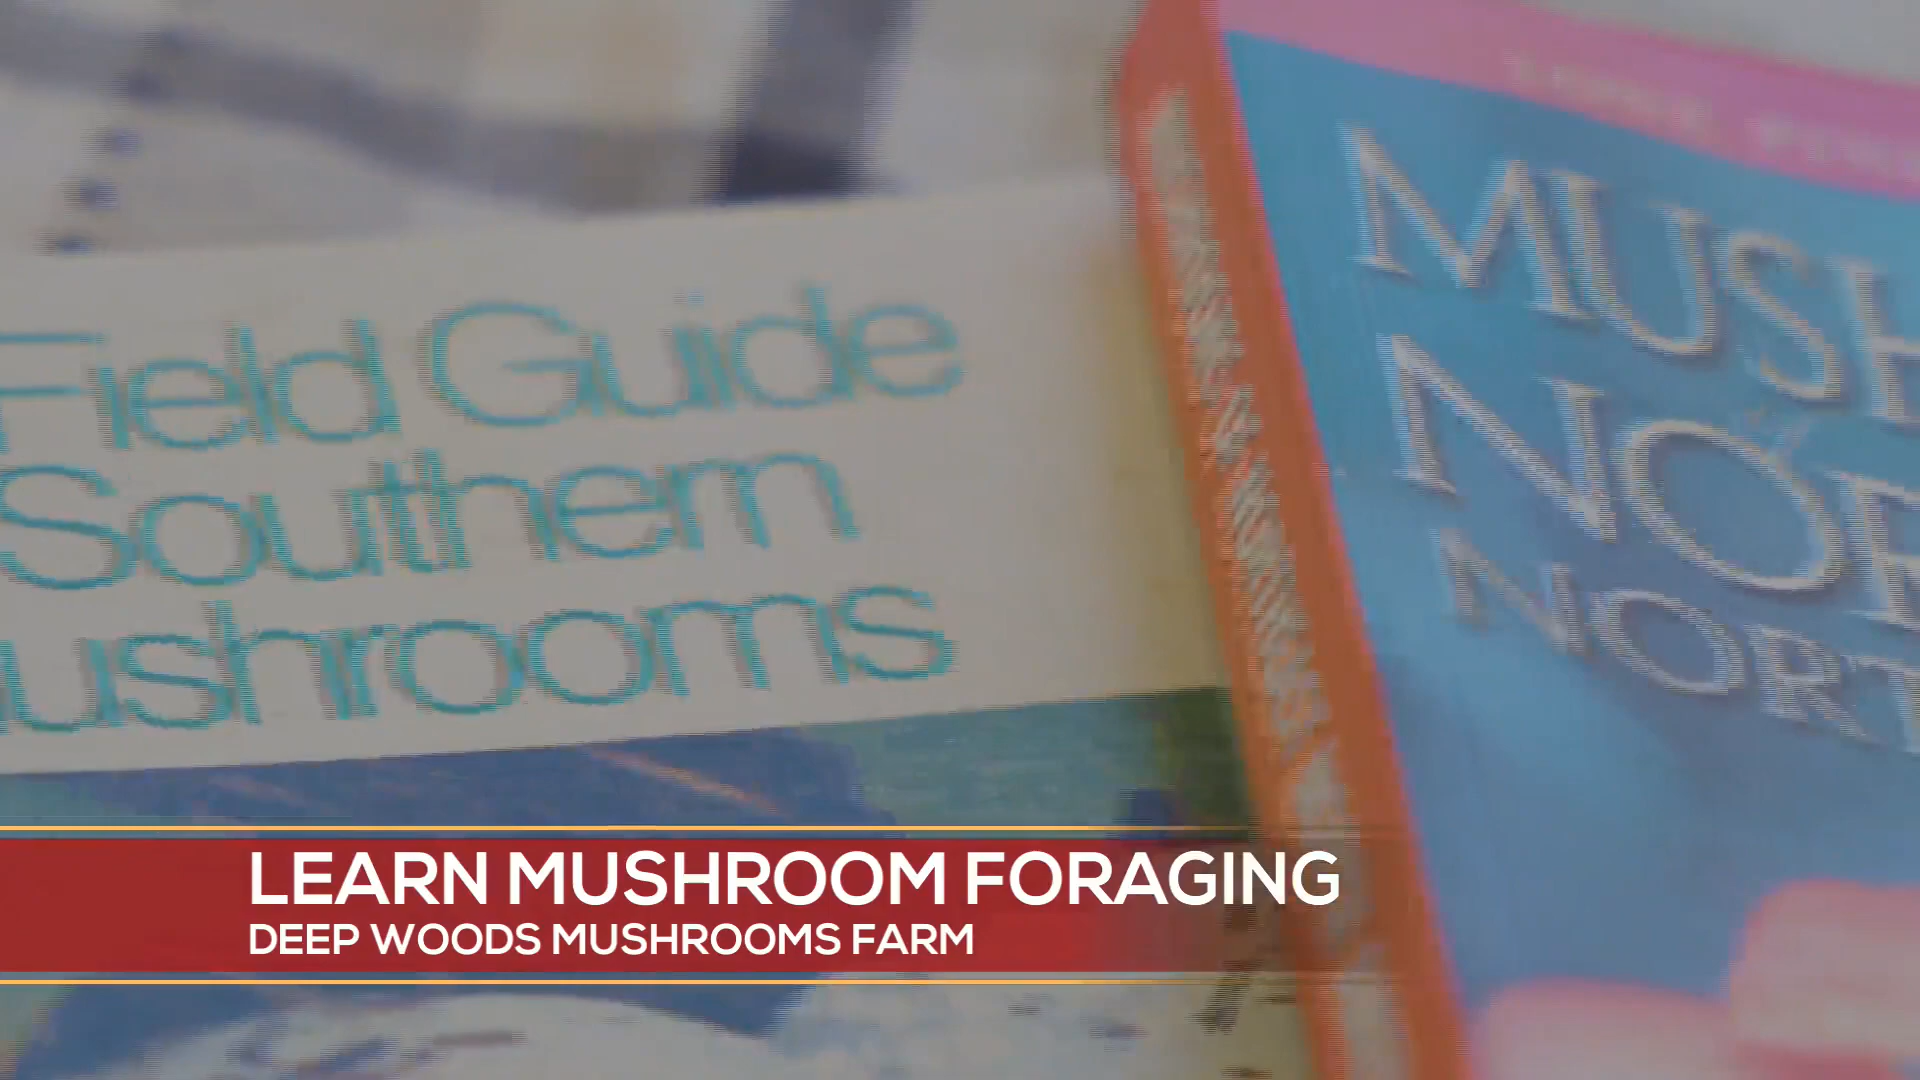 Field Guide
Southern
ushrooms
MUSH
NOR
NORT
LEARN MUSHROOM FORAGING
DEEP WOODS MUSHROOMS FARM